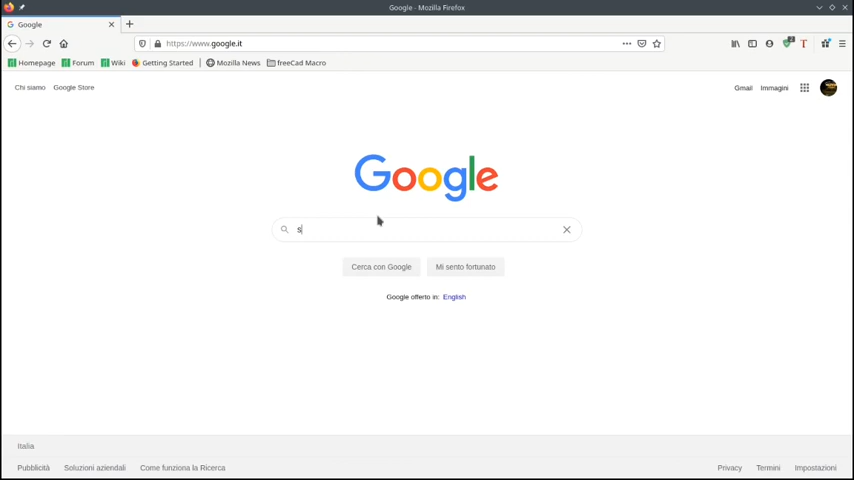 Google - Mozilla Firefox
Google
https://www.google.it
Homepage Forum Wiki Getting Started Mozilla News freeCad Macro
Chi siamo Google Store Gmail Immagini
Google
s
Cerca con Google Mi sento fortunato
Google offerto in: English
Italia
Pubblicità Soluzioni aziendali Come funziona la Ricerca Privacy Termini Impostazioni